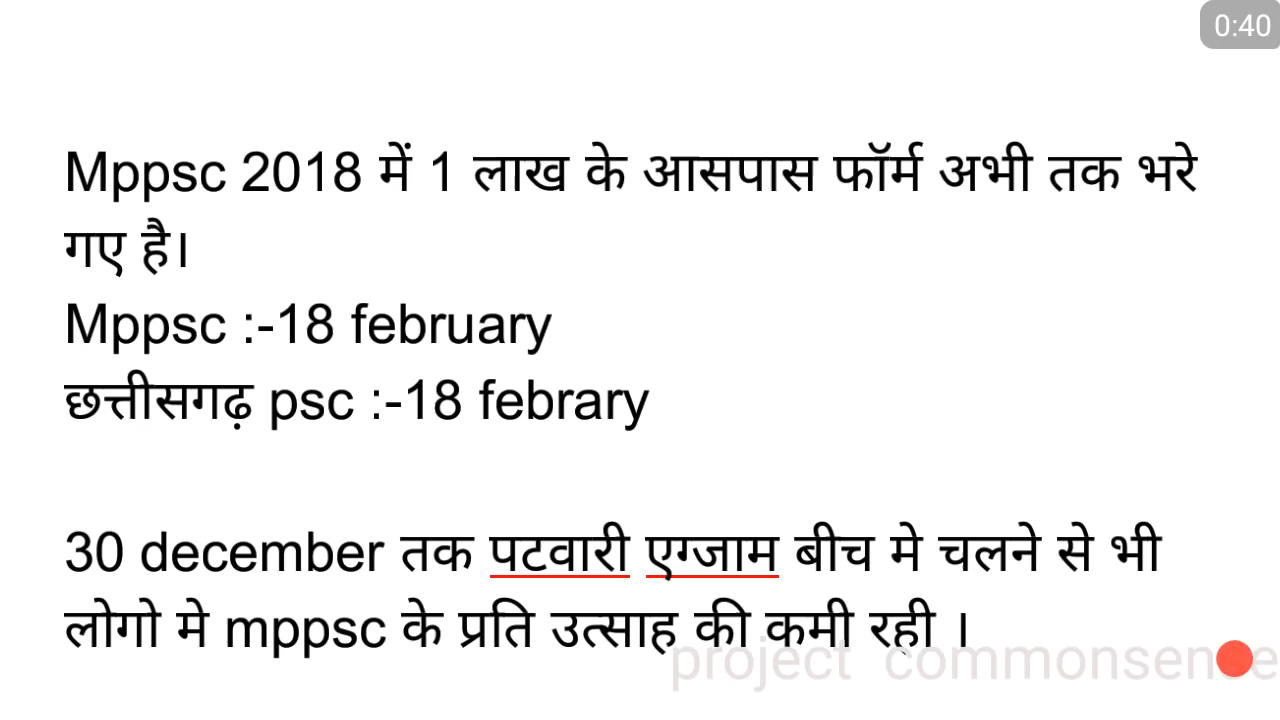 0:40
Mppsc 2018 में 1 लाख के आसपास फॉर्म अभी तक भरे
गए है।
Mppsc :-18 february
छत्तीसगढ़ psc :-18 febrary
30 december तक पटवारी एग्जाम बीच मे चलने से भी
लोगो मे mppsc के प्रति उत्साह की कमी रही ।
project commonsense